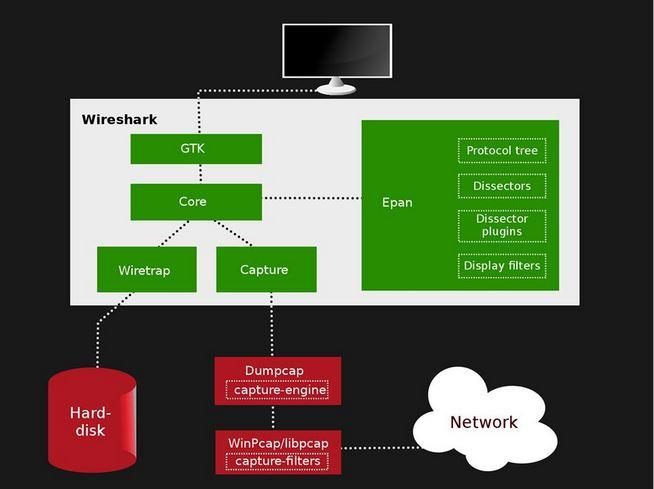 Wireshark
GTK
Core
Wiretrap
Capture
Epan
Protocol tree
Dissectors
Dissector
plugins
Display filters
Hard-
disk
Dumpcap
capture-engine
WinPcap/libpcap
capture-filters
Network